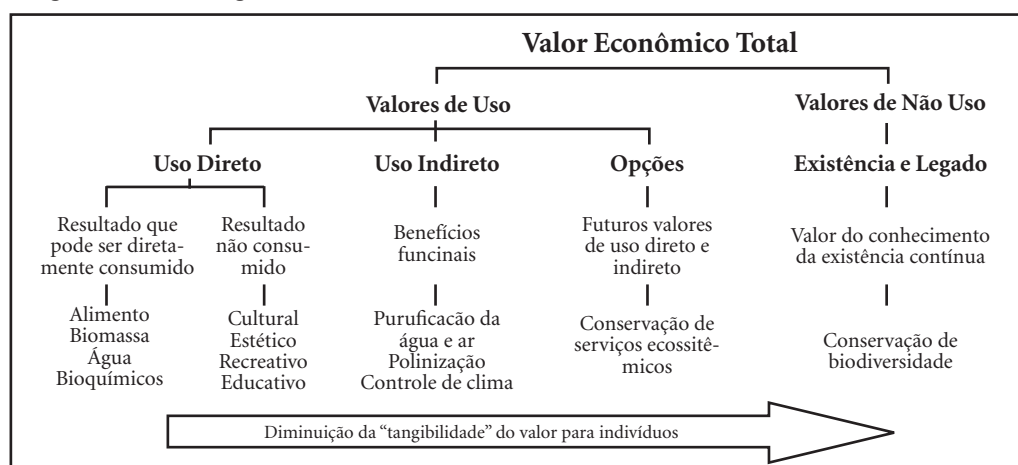 Valor Econômico Total
Valores de Uso
Valores de Não Uso
Uso Direto
Uso Indireto
Opções
Existência e Legado
Resultado que
pode ser direta-
mente consumido
Resultado
não consu-
mido
Benefícios
funcinais
Futuros valores
de uso direto e
indireto
Valor do conhecimento
da existência contínua
Alimento
Biomassa
Água
Bioquímicos
Cultural
Estético
Recreativo
Educativo
Puruficacão da
água e ar
Polinização
Controle de clima
Conservação de
serviços ecossitê-
micos
Conservação de
biodiversidade
Diminuição da “tangibilidade” do valor para indivíduos